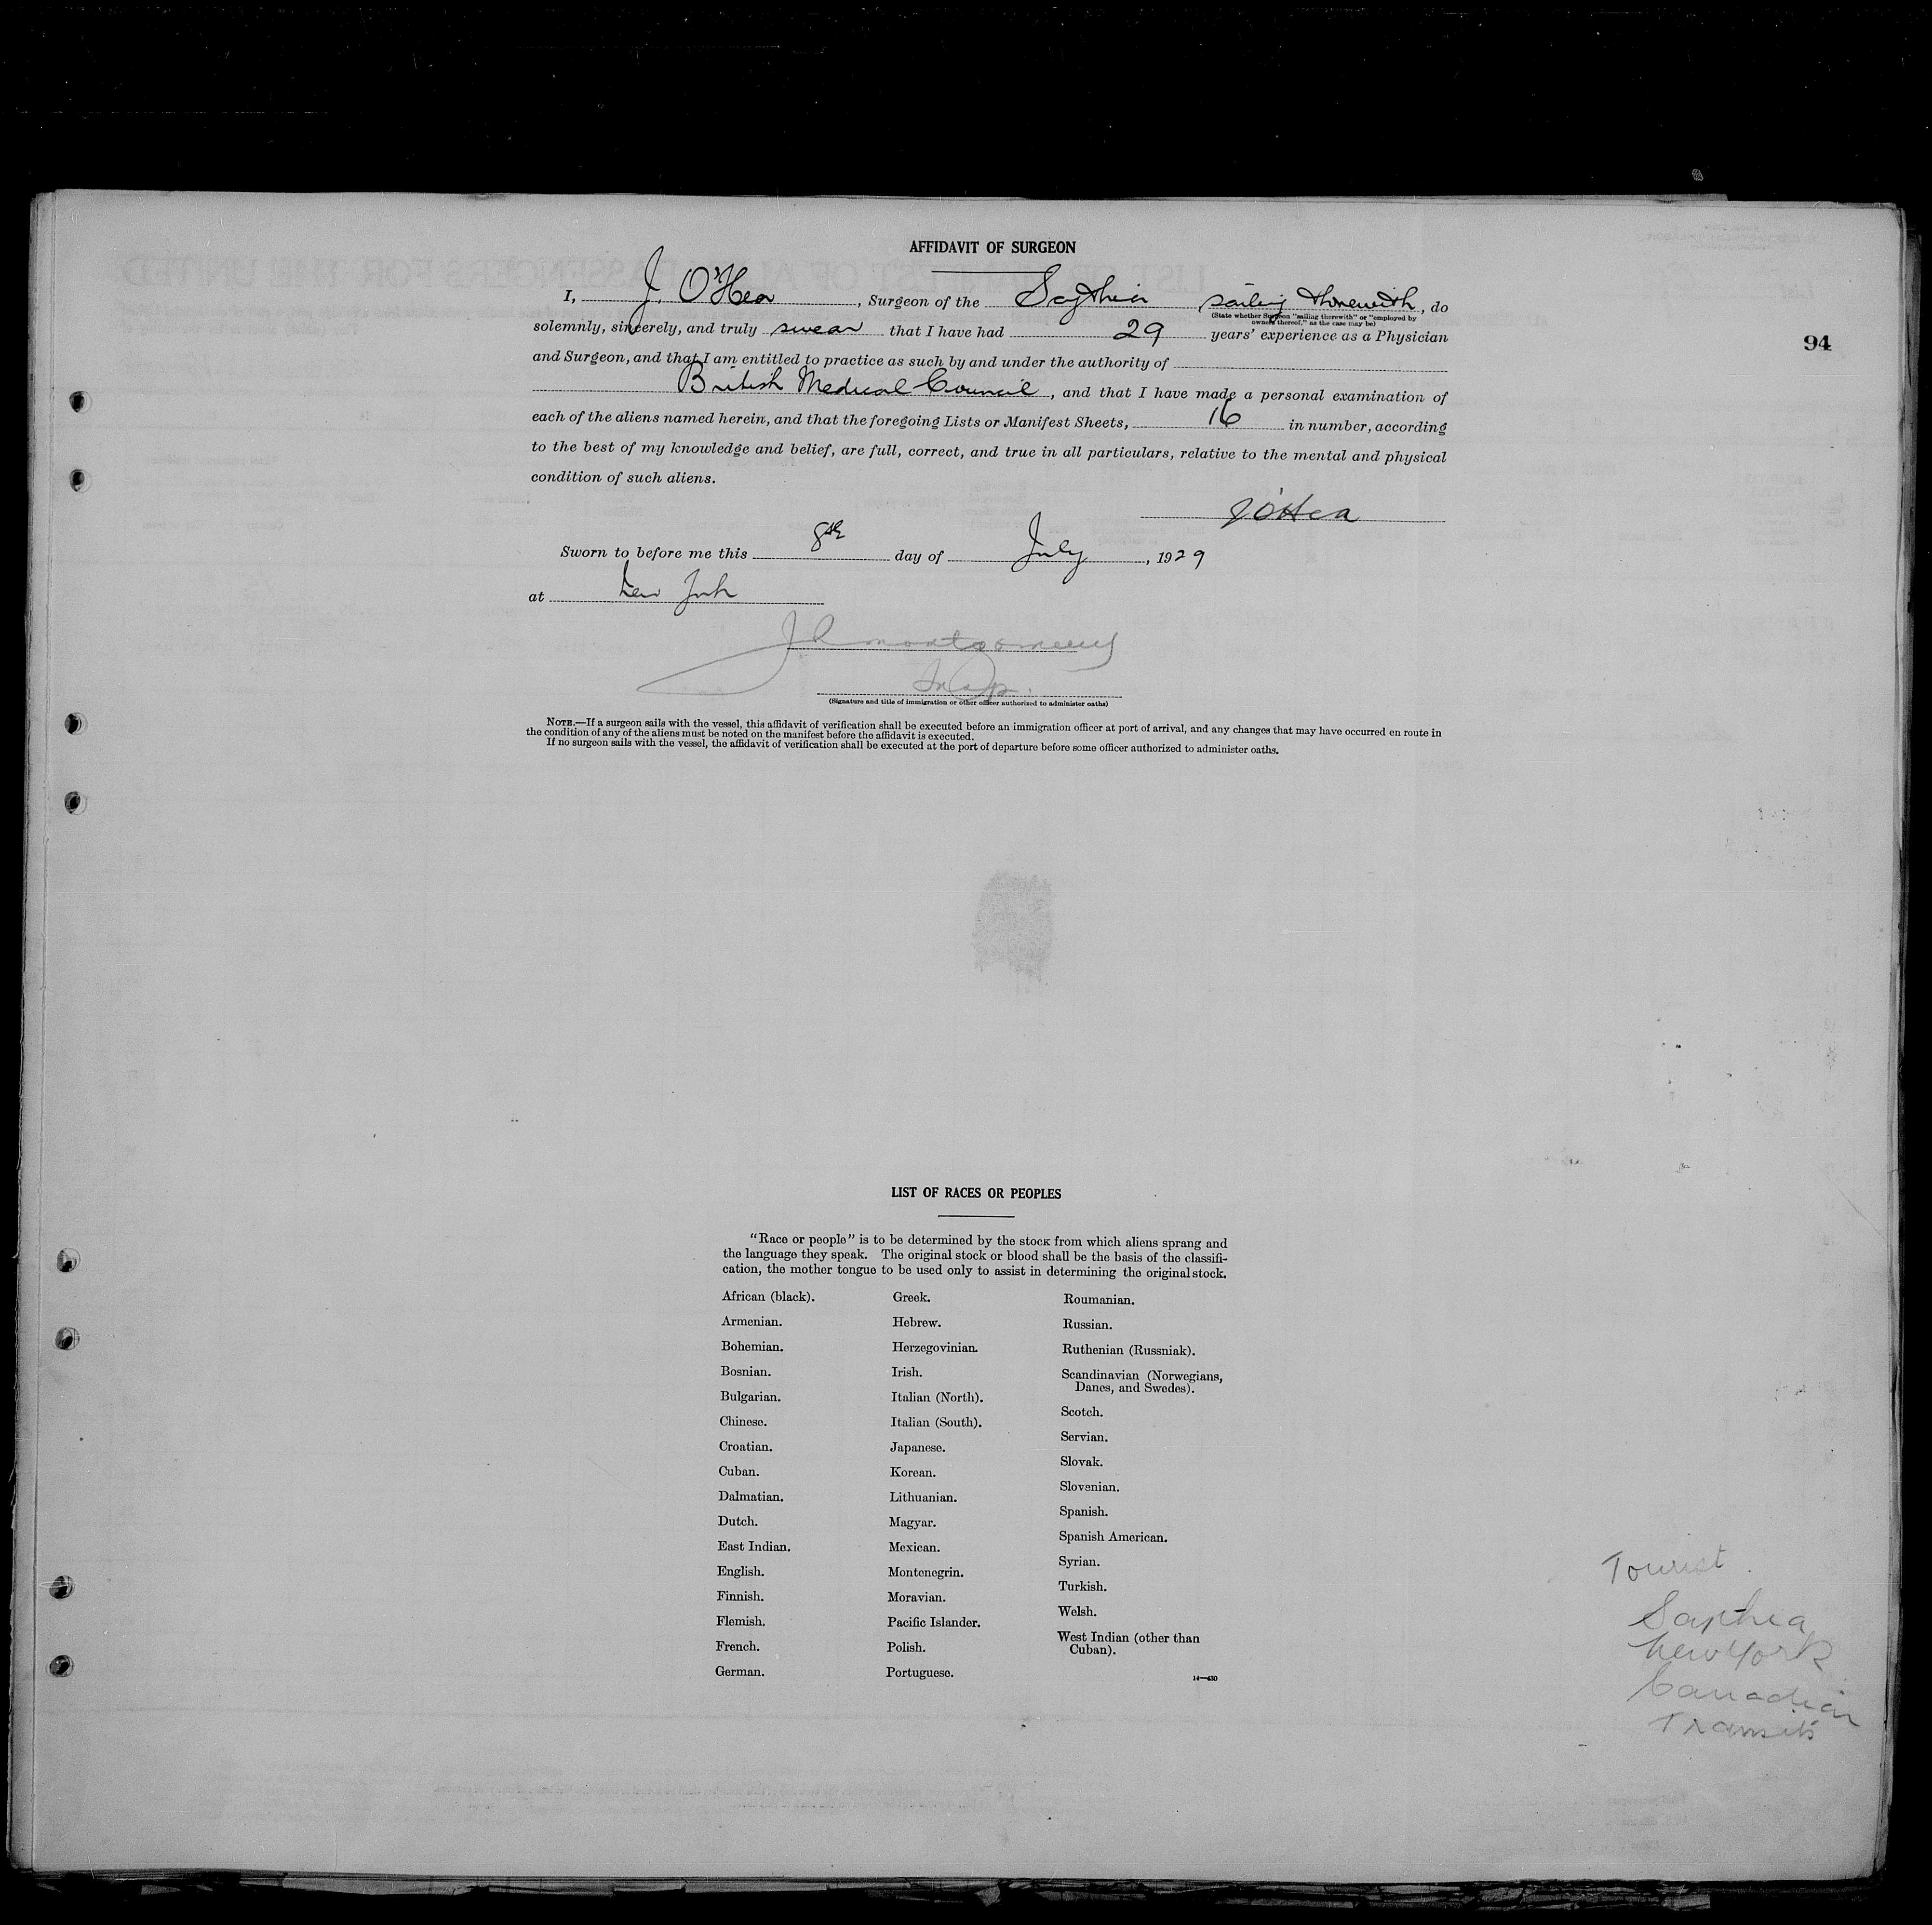 AFFIDAVIT OF SURGEON
I, J. O'Hea, Surgeon of the Scythia sailing therewith, do
(State whether Surgeon "sailing therewith" or "employed by
owners thereof," as the case may be)
solemnly, sincerely, and truly swear that I have had 29 years' experience as a Physician
94
and Surgeon, and that I am entitled to practice as such by and under the authority of
British Medical Council, and that I have made a personal examination of
each of the aliens named herein, and that the foregoing Lists or Manifest Sheets, 16 in number, according
to the best of my knowledge and belief, are full, correct, and true in all particulars, relative to the mental and physical
condition of such aliens.
J O'Hea
Sworn to before me this 8th day of July, 1929
at New York
Montgomery
Insp.
(Signature and title of immigration or other officer authorized to administer oaths)
NOTE.—If a surgeon sails with the vessel, this affidavit of verification shall be executed before an immigration officer at port of arrival, and any changes that may have occurred en route in
the condition of any of the aliens must be noted on the manifest before the affidavit is executed.
If no surgeon sails with the vessel, the affidavit of verification shall be executed at the port of departure before some officer authorized to administer oaths.
LIST OF RACES OR PEOPLES
"Race or people" is to be determined by the stock from which aliens sprang and
the language they speak. The original stock or blood shall be the basis of the classifi-
cation, the mother tongue to be used only to assist in determining the original stock.
African (black).
Armenian.
Bohemian.
Bosnian.
Bulgarian.
Chinese.
Croatian.
Cuban.
Dalmatian.
Dutch.
East Indian.
English.
Finnish.
Flemish.
French.
German.
Greek.
Hebrew.
Herzegovinian.
Irish.
Italian (North).
Italian (South).
Japanese.
Korean.
Lithuanian.
Magyar.
Mexican.
Montenegrin.
Moravian.
Pacific Islander.
Polish.
Portuguese.
Roumanian.
Russian.
Ruthenian (Russniak).
Scandinavian (Norwegians,
Danes, and Swedes).
Scotch.
Servian.
Slovak.
Slovenian.
Spanish.
Spanish American.
Syrian.
Turkish.
Welsh.
West Indian (other than
Cuban).
14—430
Tourist.
Scythia
New York
Canadian
Transits